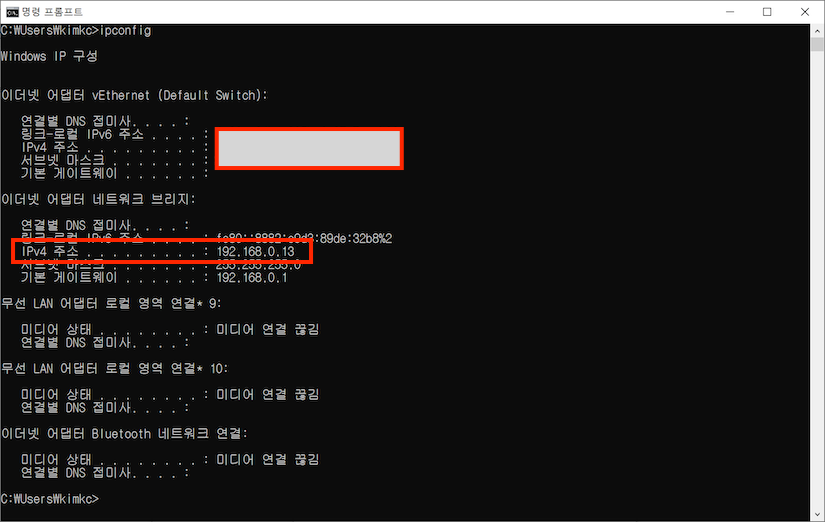 명령 프롬프트
C:₩Users₩kimkc>ipconfig
Windows IP 구성
이더넷 어댑터 vEthernet (Default Switch):
연결별 DNS 접미사. . . . :
링크-로컬 IPv6 주소 . . . . :
IPv4 주소 . . . . . . . . . :
서브넷 마스크 . . . . . . . :
기본 게이트웨이 . . . . . . :
이더넷 어댑터 네트워크 브리지:
연결별 DNS 접미사. . . . :
링크-로컬 IPv6 주소 . . . . : fe80::8882:e9d3:89de:32b8%2
IPv4 주소 . . . . . . . . . : 192.168.0.13
서브넷 마스크 . . . . . . . : 255.255.255.0
기본 게이트웨이 . . . . . . : 192.168.0.1
무선 LAN 어댑터 로컬 영역 연결* 9:
미디어 상태 . . . . . . . . : 미디어 연결 끊김
연결별 DNS 접미사. . . . :
무선 LAN 어댑터 로컬 영역 연결* 10:
미디어 상태 . . . . . . . . : 미디어 연결 끊김
연결별 DNS 접미사. . . . :
이더넷 어댑터 Bluetooth 네트워크 연결:
미디어 상태 . . . . . . . . : 미디어 연결 끊김
연결별 DNS 접미사. . . . :
C:₩Users₩kimkc>